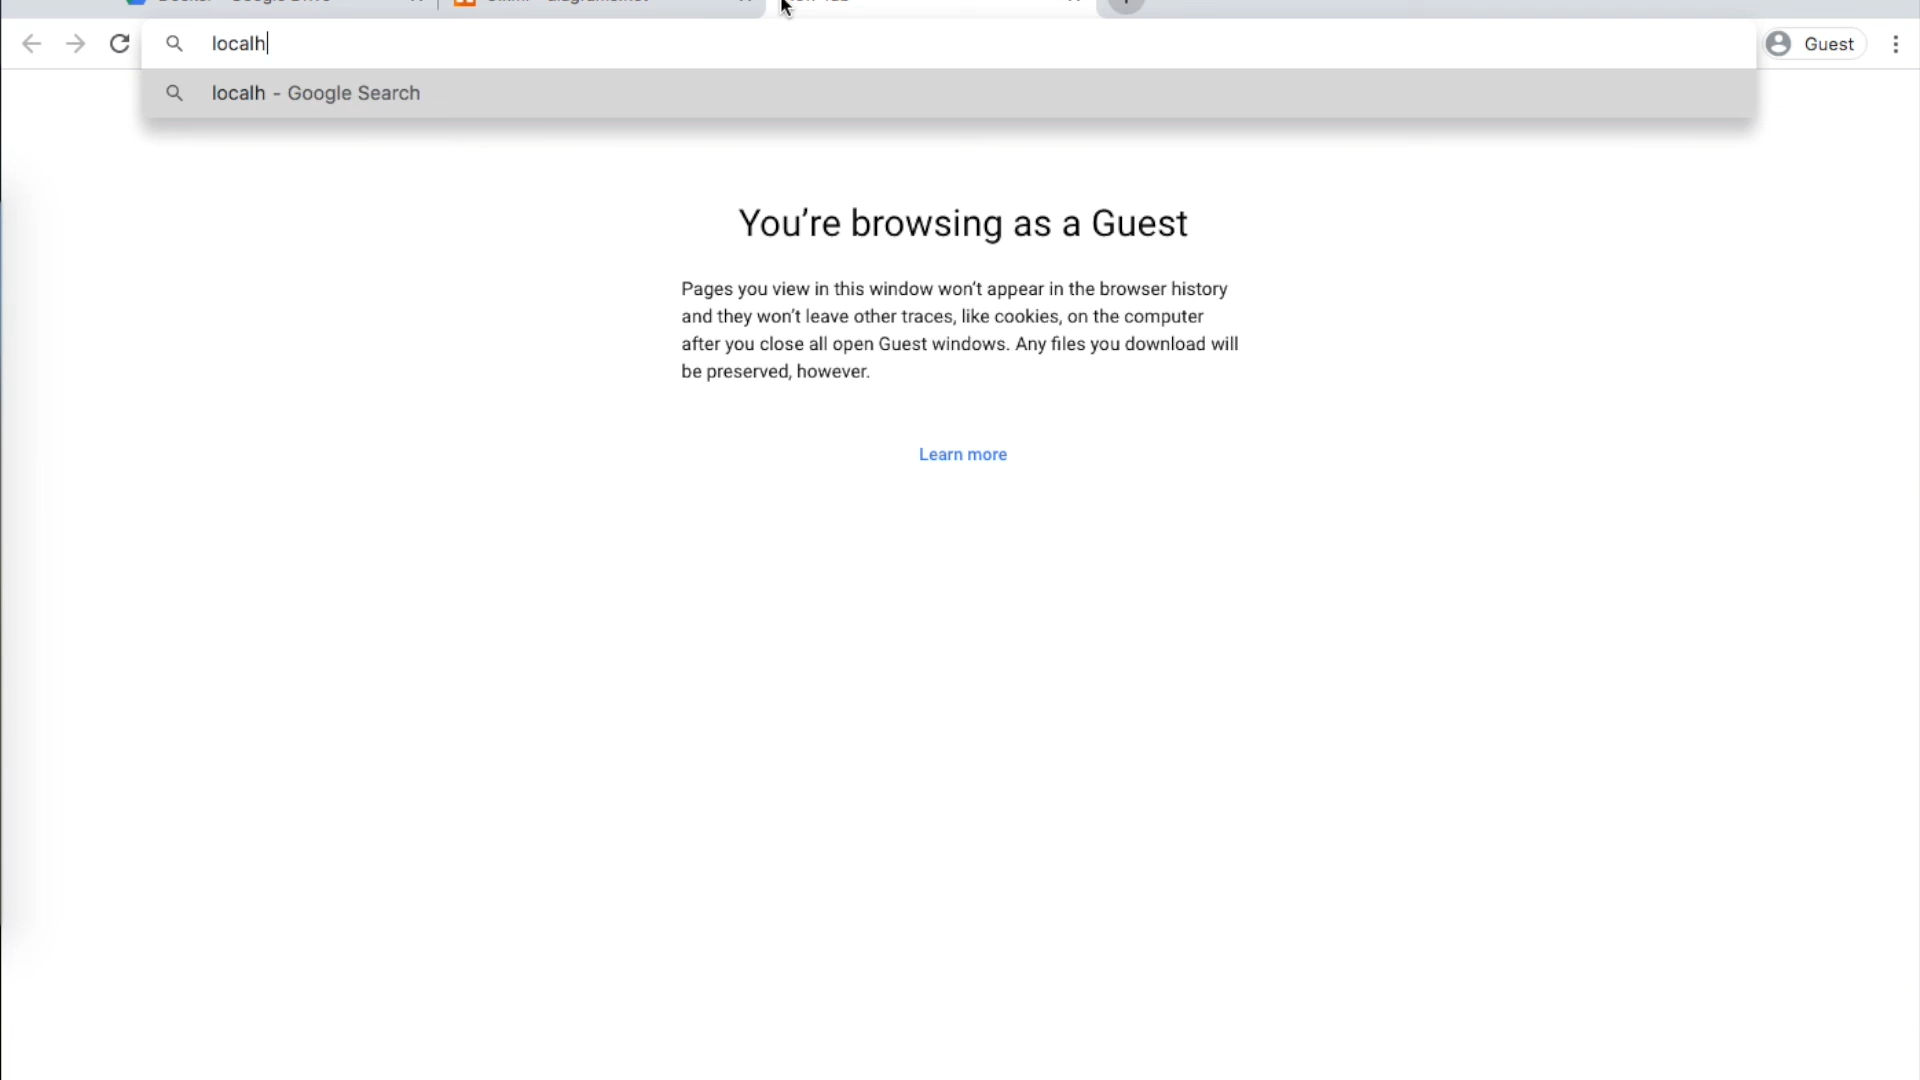 localh
Guest
localh - Google Search
You're browsing as a Guest
Pages you view in this window won't appear in the browser history
and they won't leave other traces, like cookies, on the computer
after you close all open Guest windows. Any files you download will
be preserved, however.
Learn more